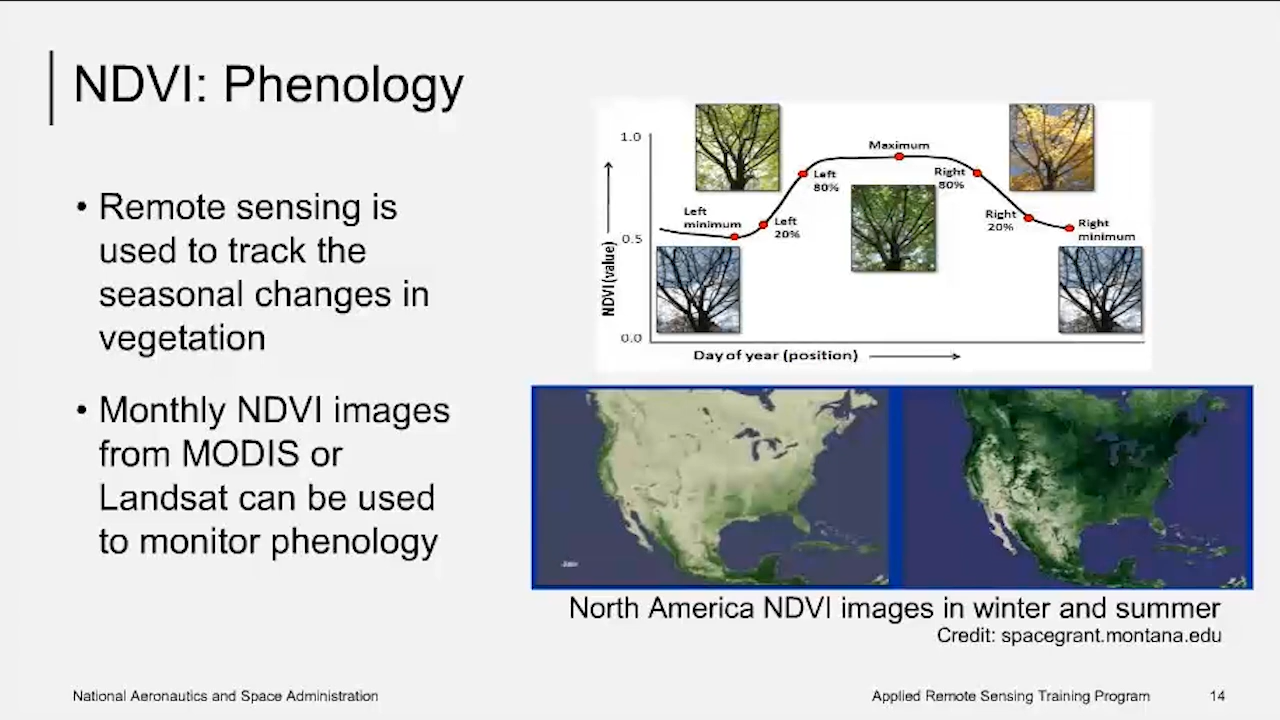 NDVI: Phenology
• Remote sensing is
used to track the
seasonal changes in
vegetation
• Monthly NDVI images
from MODIS or
Landsat can be used
to monitor phenology
1.0
0.5
0.0
NDVI (value)
Left
minimum
Left
20%
Left
80%
Maximum
Right
80%
Right
20%
Right
minimum
Day of year (position)
North America NDVI images in winter and summer
Credit: spacegrant.montana.edu
National Aeronautics and Space Administration
Applied Remote Sensing Training Program
14